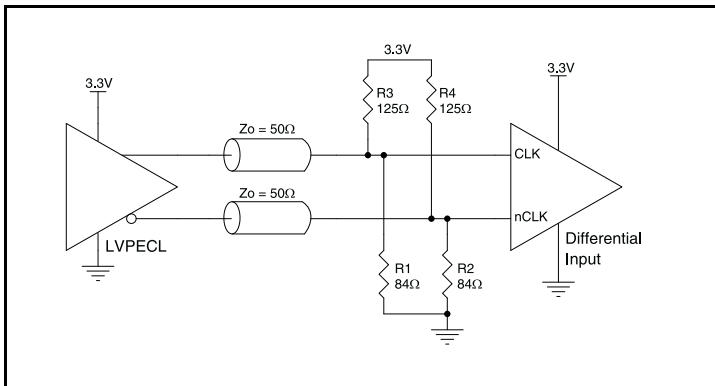 3.3V
3.3V
3.3V
R3
125Ω
R4
125Ω
Zo = 50Ω
CLK
Zo = 50Ω
nCLK
LVPECL
Differential
Input
R1
84Ω
R2
84Ω